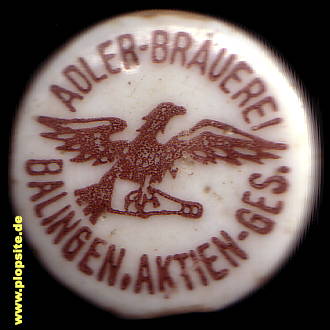 ADLER-BRAUEREI
BALINGEN, AKTIEN-GES.
www.plopsite.de